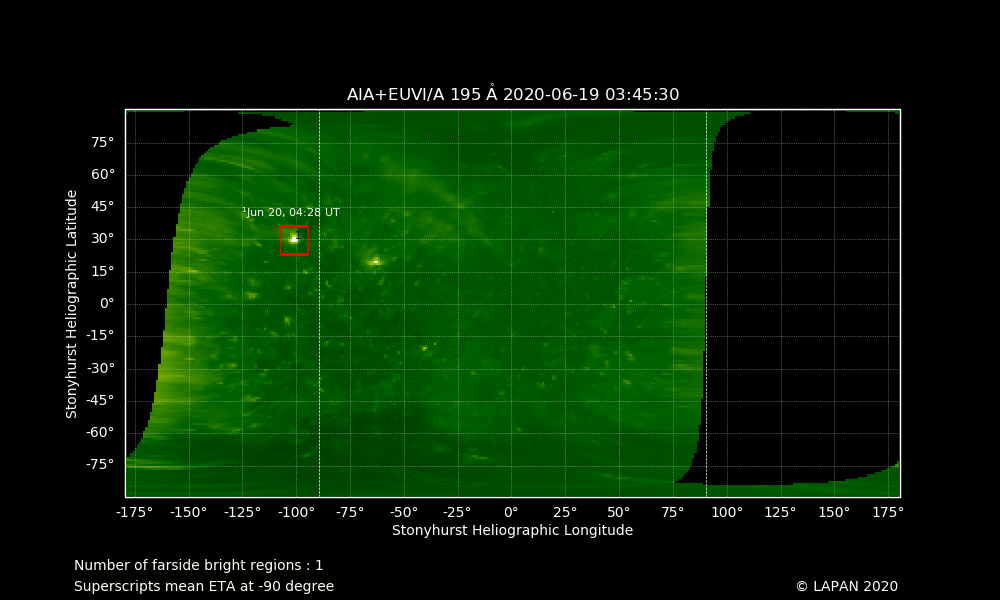 AIA+EUVI/A 195 Å 2020-06-19 03:45:30
75°
60°
45°
30°
15°
0°
-15°
-30°
-45°
-60°
-75°
Stonyhurst Heliographic Latitude
¹Jun 20, 04:28 UT
1
-175° -150° -125° -100° -75° -50° -25° 0° 25° 50° 75° 100° 125° 150° 175°
Stonyhurst Heliographic Longitude
Number of farside bright regions : 1
Superscripts mean ETA at -90 degree
© LAPAN 2020